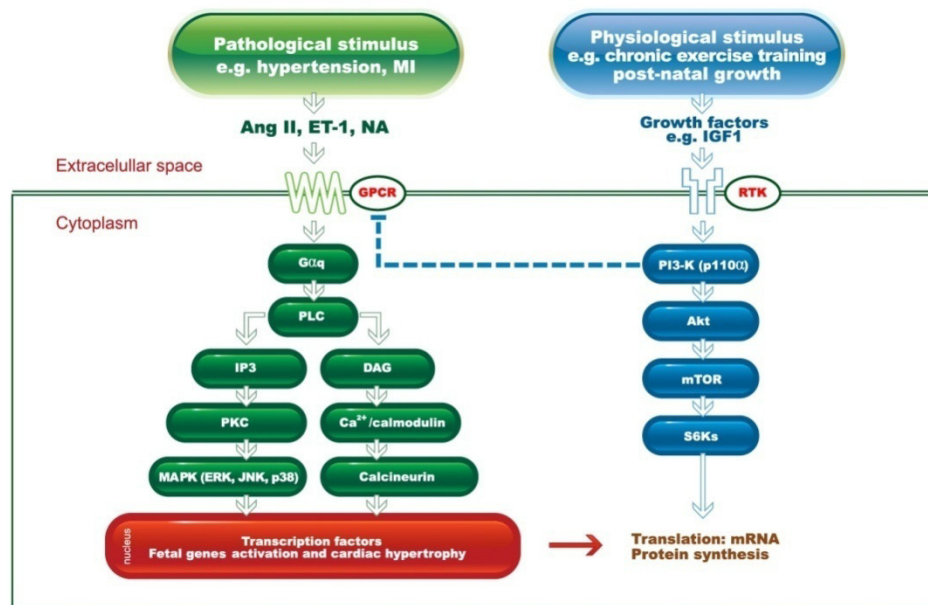 Pathological stimulus
e.g. hypertension, MI
Physiological stimulus
e.g. chronic exercise training
post-natal growth
Ang II, ET-1, NA
Growth factors
e.g. IGF1
Extracelullar space
GPCR
RTK
Cytoplasm
Gαq
PI3-K (p110α)
PLC
Akt
IP3
DAG
mTOR
PKC
Ca²⁺/calmodulin
S6Ks
MAPK (ERK, JNK, p38)
Calcineurin
nucleus
Transcription factors
Fetal genes activation and cardiac hypertrophy
Translation: mRNA
Protein synthesis